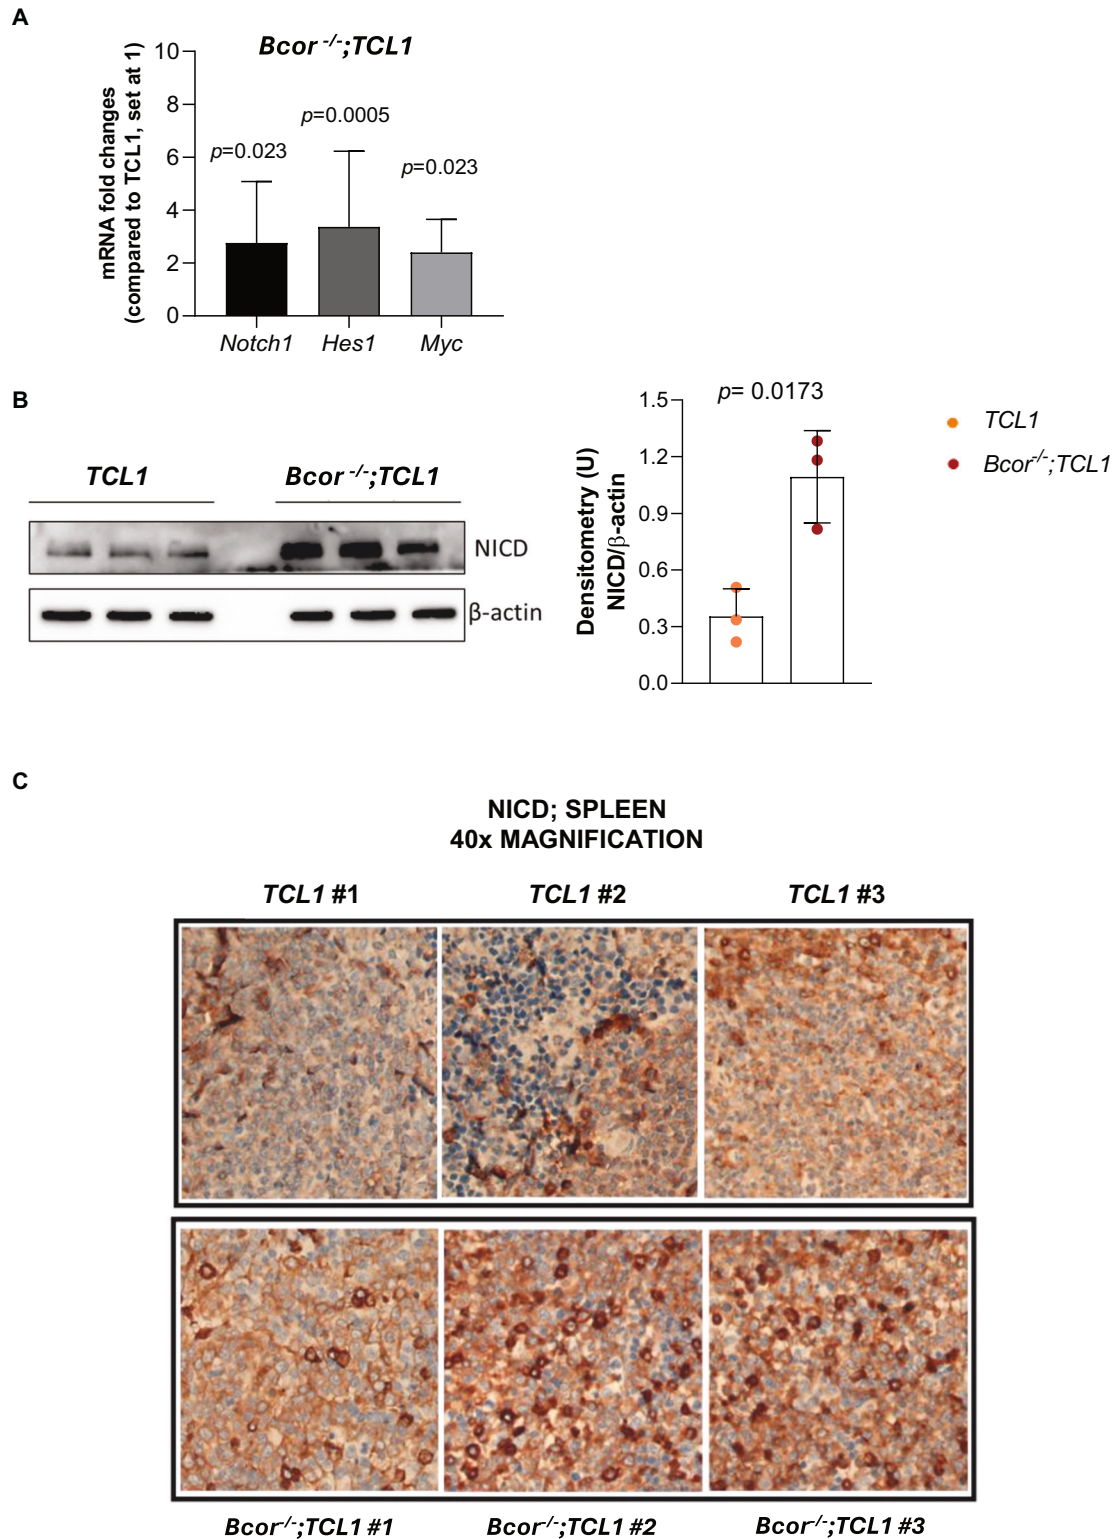 A
Bcor -/-;TCL1
mRNA fold changes
(compared to TCL1, set at 1)
10
8
6
4
2
0
p=0.023
p=0.0005
p=0.023
Notch1 Hes1 Myc
B
TCL1 Bcor -/-;TCL1
NICD
β-actin
p= 0.0173
Densitometry (U)
NICD/β-actin
1.5
1.2
0.9
0.6
0.3
0.0
TCL1
Bcor-/-;TCL1
C
NICD; SPLEEN
40x MAGNIFICATION
TCL1 #1 TCL1 #2 TCL1 #3
Bcor-/-;TCL1 #1 Bcor-/-;TCL1 #2 Bcor-/-;TCL1 #3